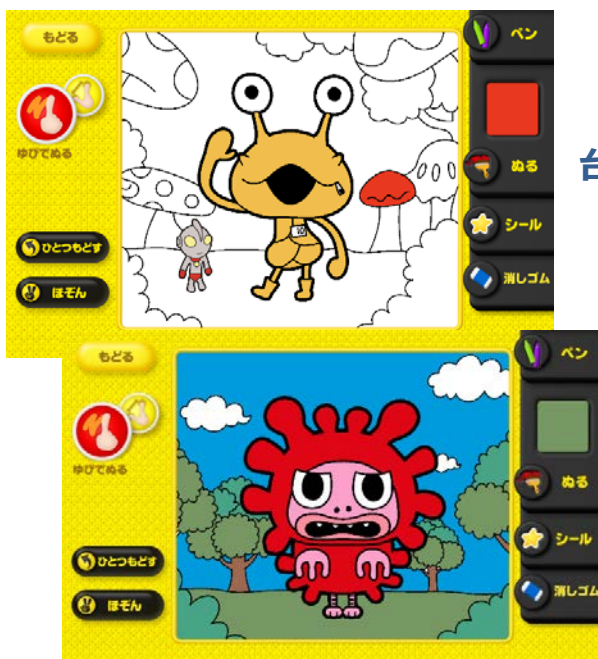 もどる
ペン
ゆびでぬる
ぬる
シール
ひとつもどす
消しゴム
ほぞん
10
もどる
ペン
ゆびでぬる
ぬる
シール
ひとつもどす
消しゴム
ほぞん